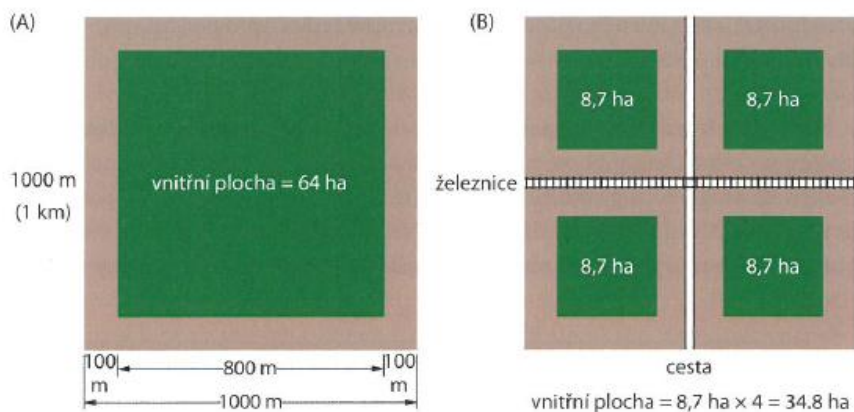 (A)
1000 m
(1 km)
vnitřní plocha = 64 ha
100
m
800 m
100
m
1000 m
(B)
8,7 ha
8,7 ha
železnice
8,7 ha
8,7 ha
cesta
vnitřní plocha = 8,7 ha × 4 = 34.8 ha